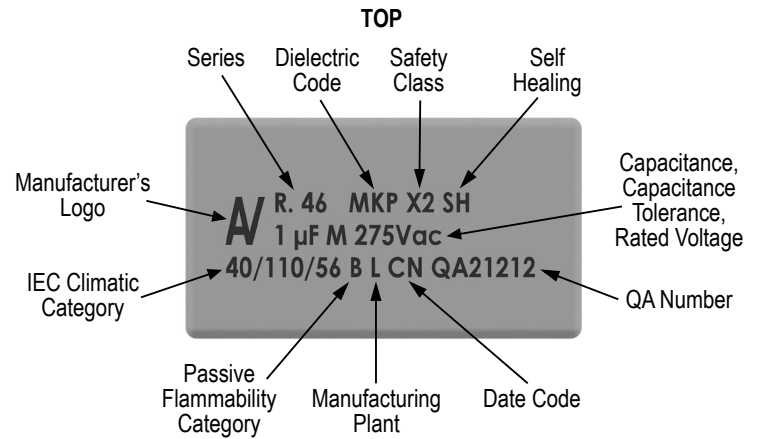 TOP
Series
Dielectric
Code
Safety
Class
Self
Healing
Manufacturer's
Logo
R. 46 MKP X2 SH
1 µF M 275Vac
40/110/56 B L CN QA21212
Capacitance,
Capacitance
Tolerance,
Rated Voltage
IEC Climatic
Category
QA Number
Passive
Flammability
Category
Manufacturing
Plant
Date Code